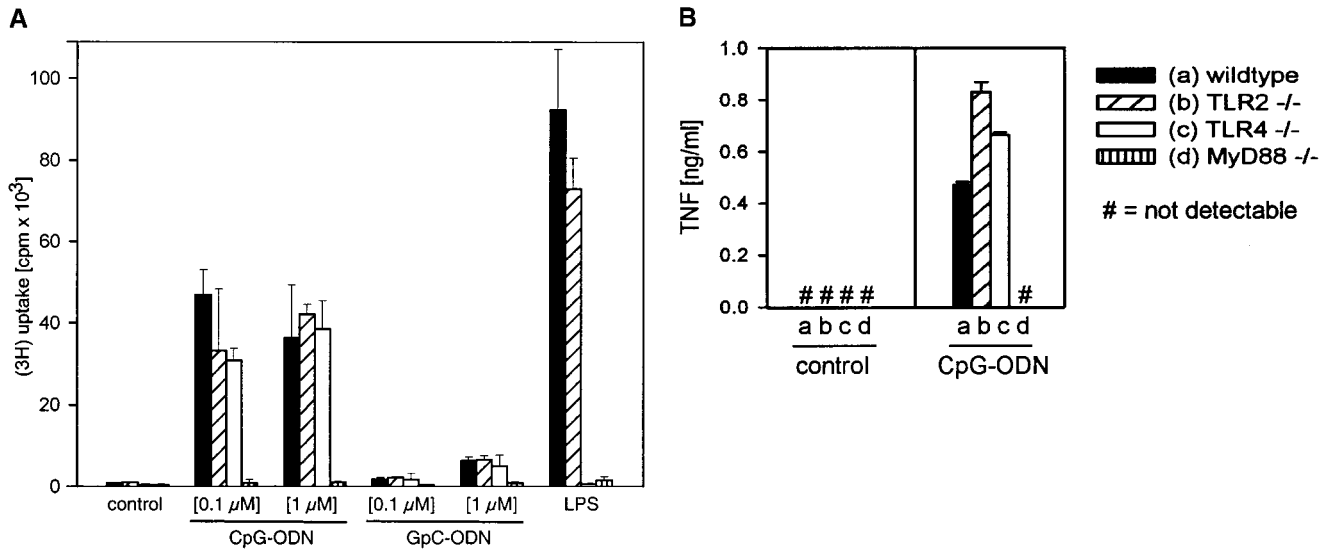 A
(3H) uptake [cpm x 10³]
100
80
60
40
20
0
control
[0.1 μM]
[1 μM]
CpG-ODN
[0.1 μM]
[1 μM]
GpC-ODN
LPS
B
TNF [ng/ml]
1.0
0.8
0.6
0.4
0.2
0.0
# # # #
#
a b c d
control
a b c d
CpG-ODN
(a) wildtype
(b) TLR2 -/-
(c) TLR4 -/-
(d) MyD88 -/-
# = not detectable